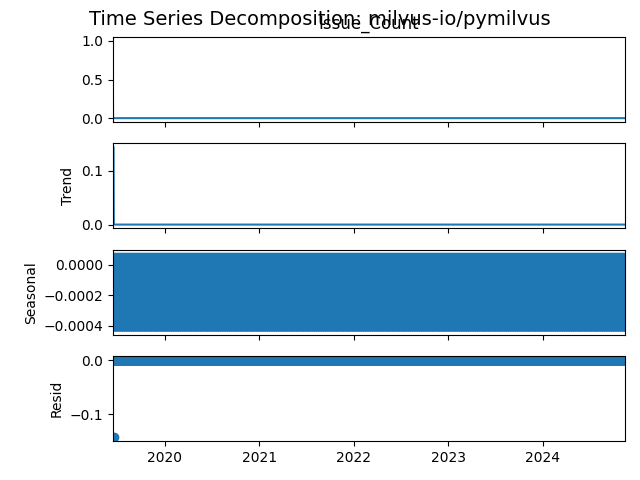 Time Series Decomposition: milvus-io/pymilvus
Issue_Count
1.0
0.5
0.0
Trend
0.1
0.0
Seasonal
0.0000
−0.0002
−0.0004
Resid
0.0
−0.1
2020 2021 2022 2023 2024